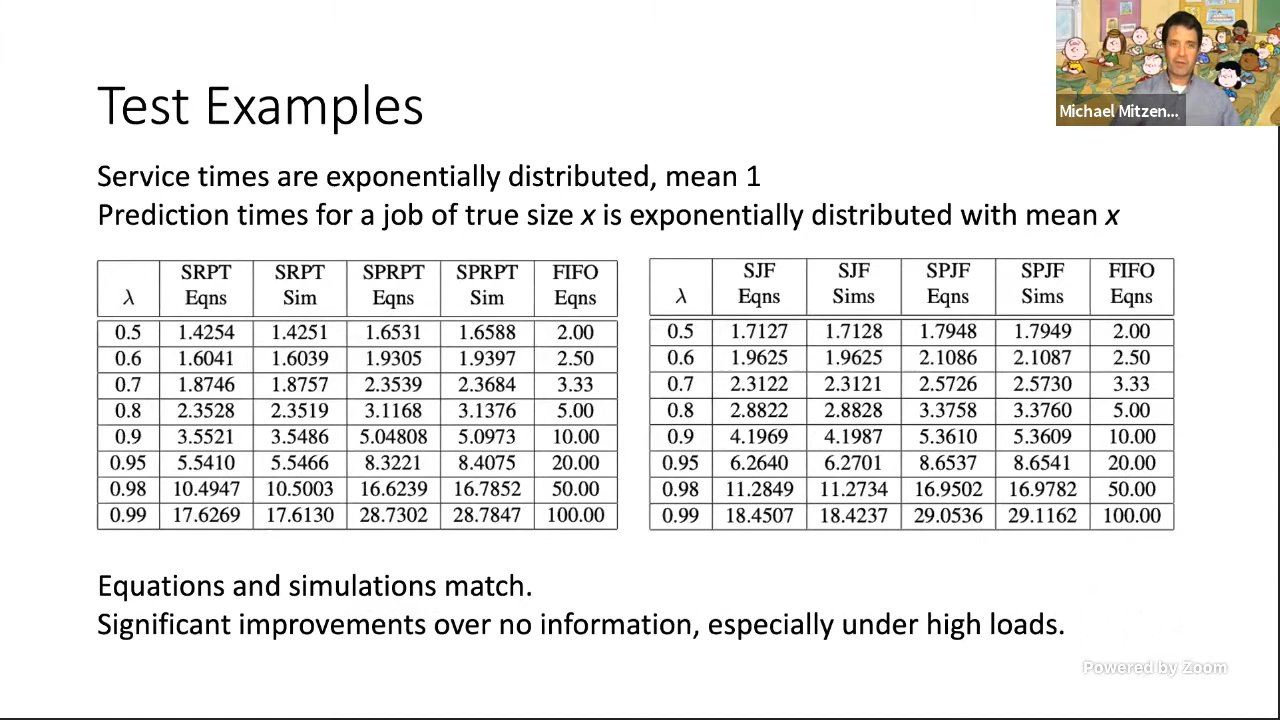 Michael Mitzen...
Test Examples
Service times are exponentially distributed, mean 1
Prediction times for a job of true size x is exponentially distributed with mean x
λ SRPT Eqns SRPT Sim SPRPT Eqns SPRPT Sim FIFO Eqns
0.5 1.4254 1.4251 1.6531 1.6588 2.00
0.6 1.6041 1.6039 1.9305 1.9397 2.50
0.7 1.8746 1.8757 2.3539 2.3684 3.33
0.8 2.3528 2.3519 3.1168 3.1376 5.00
0.9 3.5521 3.5486 5.04808 5.0973 10.00
0.95 5.5410 5.5466 8.3221 8.4075 20.00
0.98 10.4947 10.5003 16.6239 16.7852 50.00
0.99 17.6269 17.6130 28.7302 28.7847 100.00
λ SJF Eqns SJF Sims SPJF Eqns SPJF Sims FIFO Eqns
0.5 1.7127 1.7128 1.7948 1.7949 2.00
0.6 1.9625 1.9625 2.1086 2.1087 2.50
0.7 2.3122 2.3121 2.5726 2.5730 3.33
0.8 2.8822 2.8828 3.3758 3.3760 5.00
0.9 4.1969 4.1987 5.3610 5.3609 10.00
0.95 6.2640 6.2701 8.6537 8.6541 20.00
0.98 11.2849 11.2734 16.9502 16.9782 50.00
0.99 18.4507 18.4237 29.0536 29.1162 100.00
Equations and simulations match.
Significant improvements over no information, especially under high loads.
Powered by Zoom